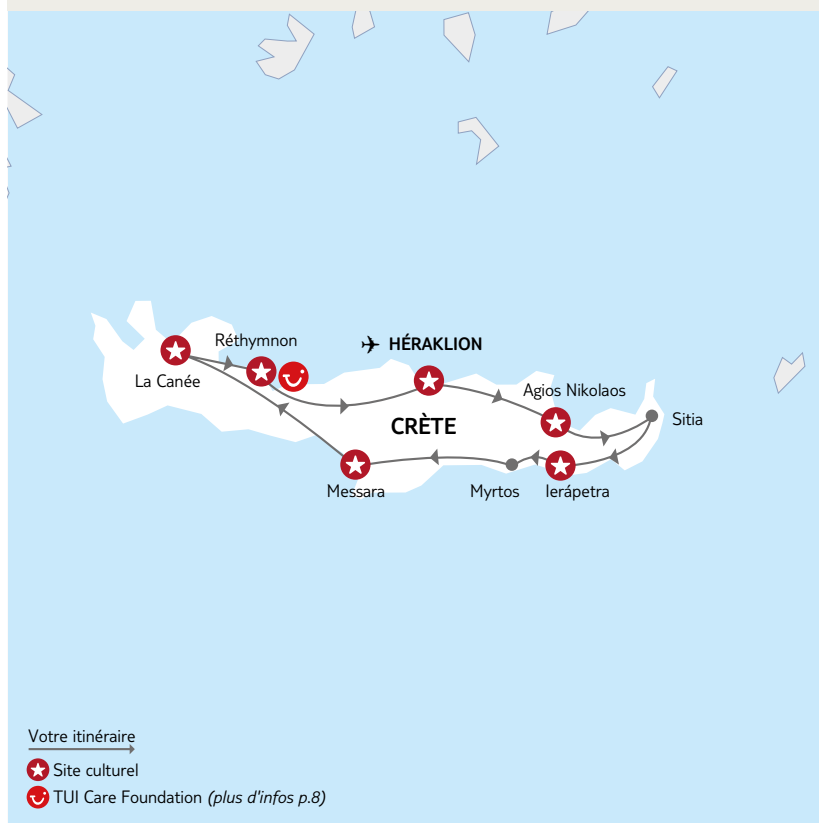 Réthymnon
HÉRAKLION
La Canée
Agios Nikolaos
CRÈTE
Sitia
Messara
Myrtos
Ierápetra
Votre itinéraire
Site culturel
TUI Care Foundation (plus d'infos p.8)